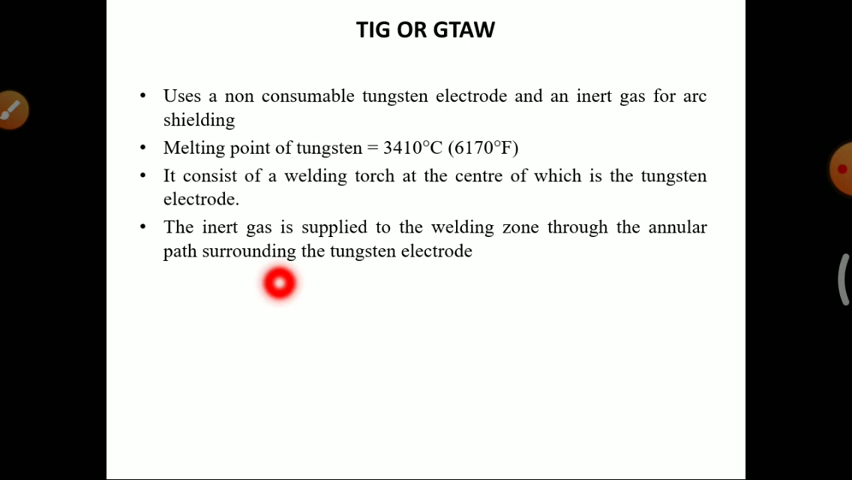 TIG OR GTAW
• Uses a non consumable tungsten electrode and an inert gas for arc
shielding
• Melting point of tungsten = 3410°C (6170°F)
• It consist of a welding torch at the centre of which is the tungsten
electrode.
• The inert gas is supplied to the welding zone through the annular
path surrounding the tungsten electrode